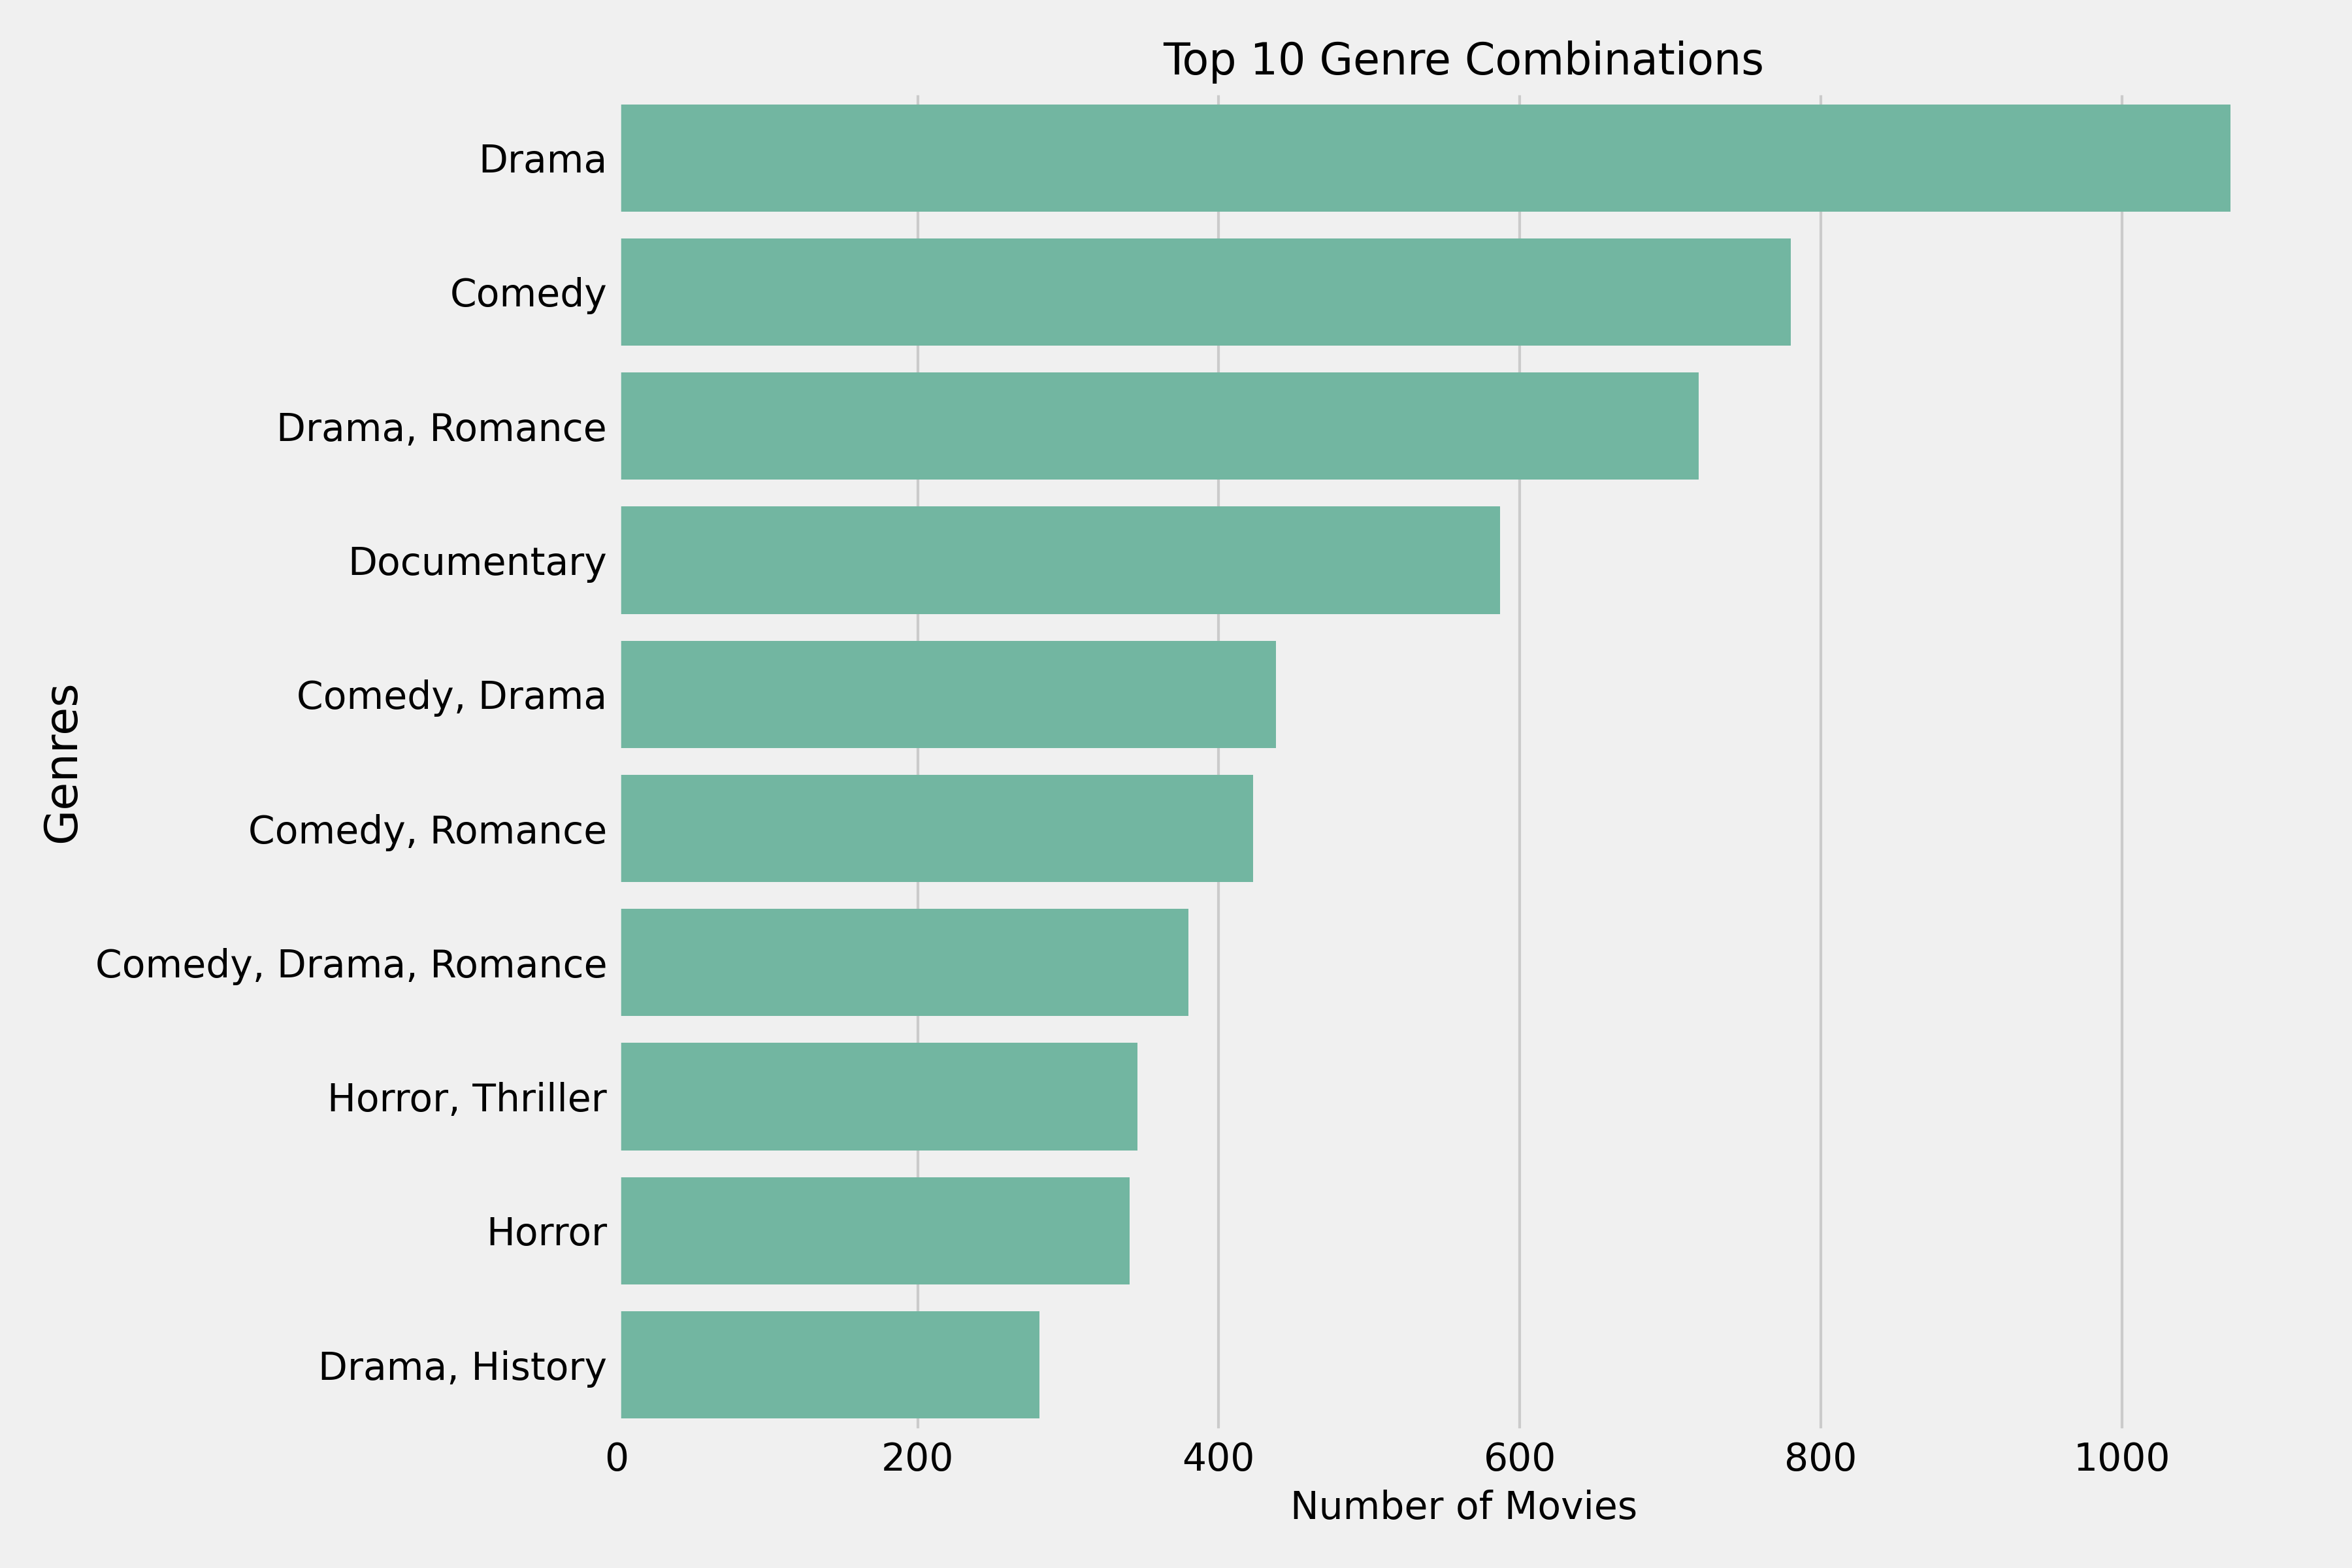 Top 10 Genre Combinations
Genres
Drama
Comedy
Drama, Romance
Documentary
Comedy, Drama
Comedy, Romance
Comedy, Drama, Romance
Horror, Thriller
Horror
Drama, History
0 200 400 600 800 1000
Number of Movies